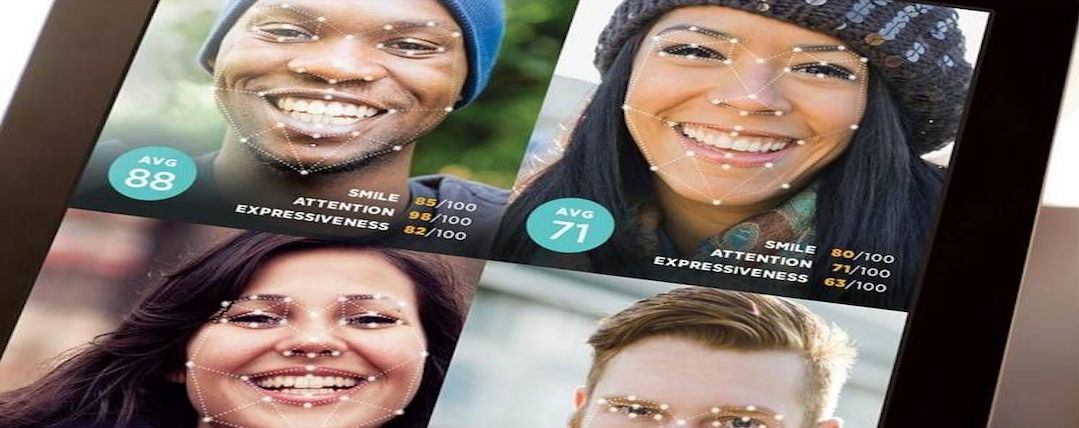 AVG
88
SMILE 85/100
ATTENTION 98/100
EXPRESSIVENESS 82/100
AVG
71
SMILE 80/100
ATTENTION 71/100
EXPRESSIVENESS 63/100